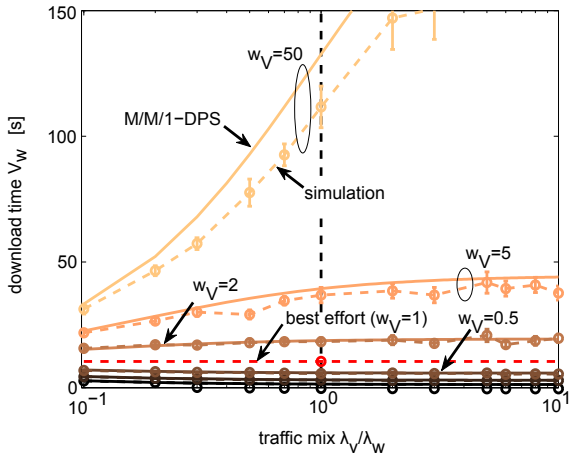 150
100
50
0
download time V_w [s]
w_V=50
M/M/1−DPS
simulation
w_V=5
w_V=2
best effort (w_V=1)
w_V=0.5
10^−1
10^0
10^1
traffic mix λ_V/λ_w